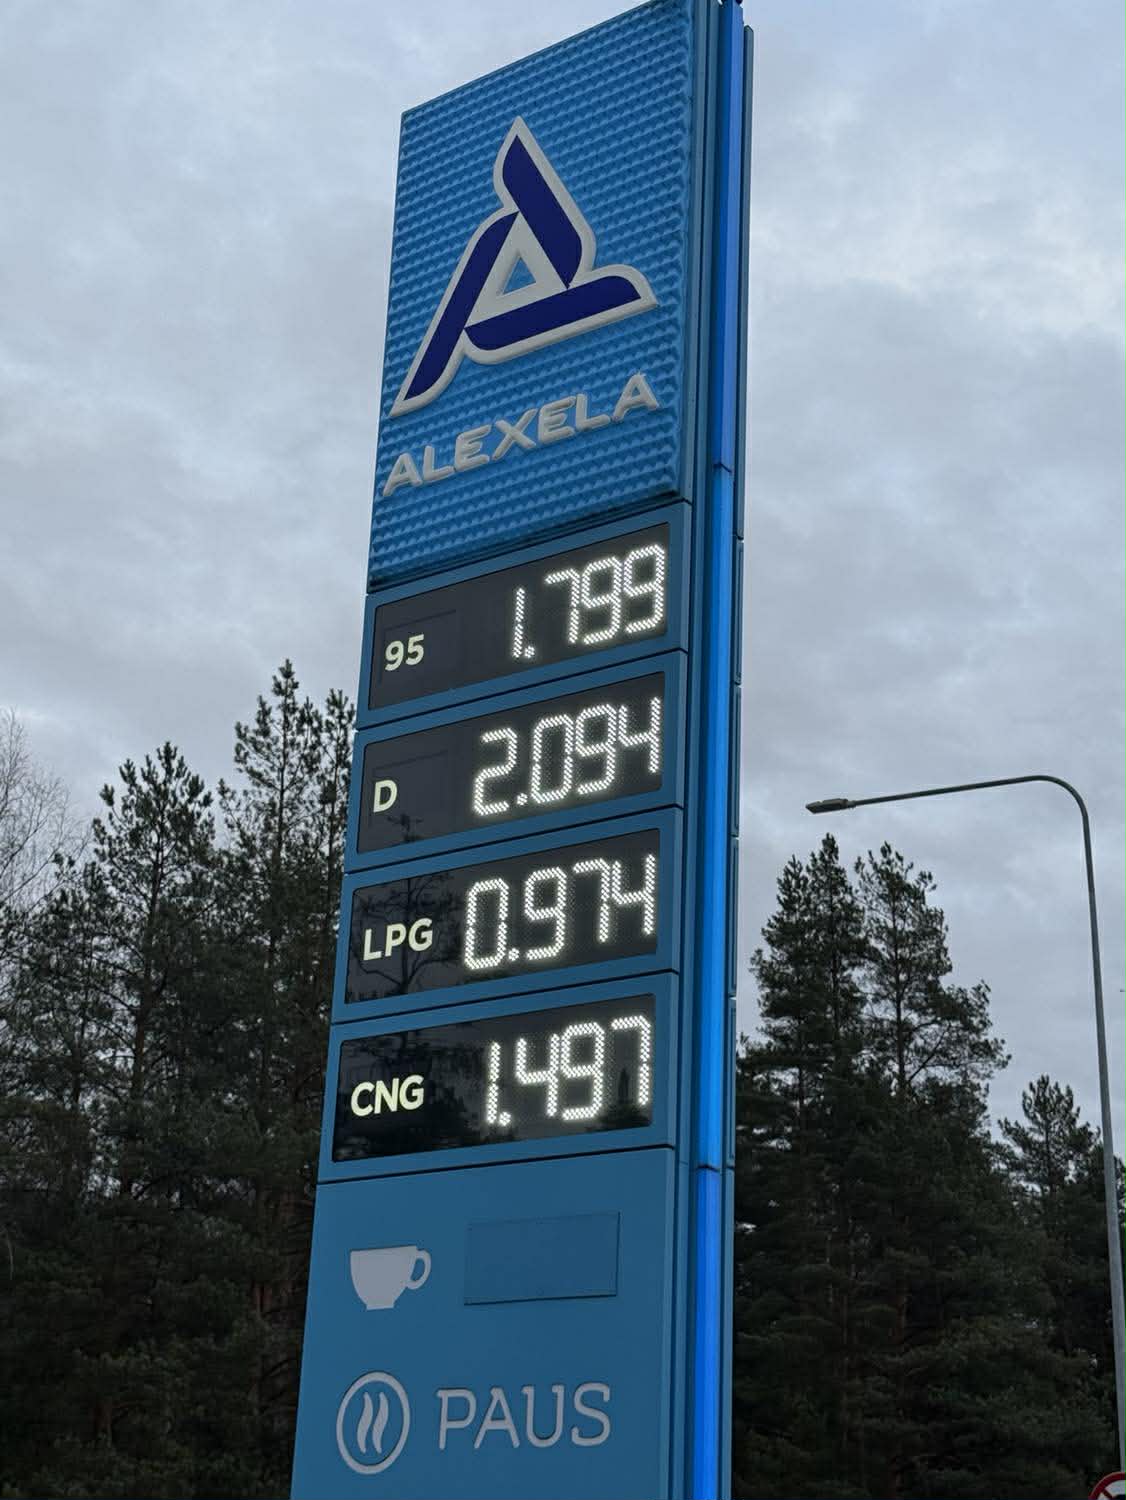 ALEXELA
95 1.799
D 2.094
LPG 0.974
CNG 1.497
PAUS